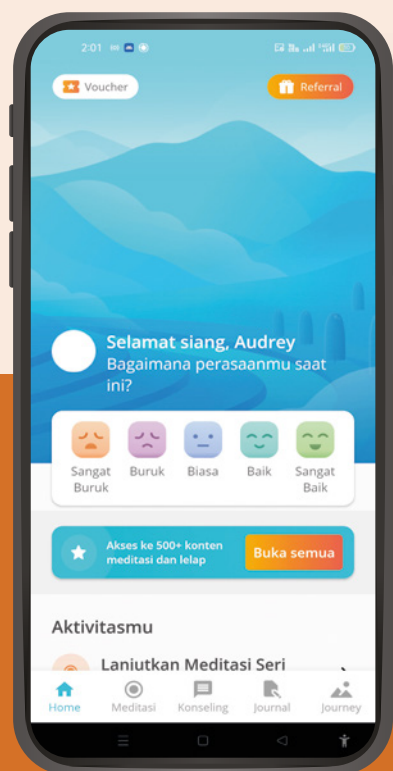 2:01
Voucher
Referral
Selamat siang, Audrey
Bagaimana perasaanmu saat
ini?
Sangat
Buruk
Buruk
Biasa
Baik
Sangat
Baik
Akses ke 500+ konten
meditasi dan lelap
Buka semua
Aktivitasmu
Lanjutkan Meditasi Seri
Home
Meditasi
Konseling
Journal
Journey